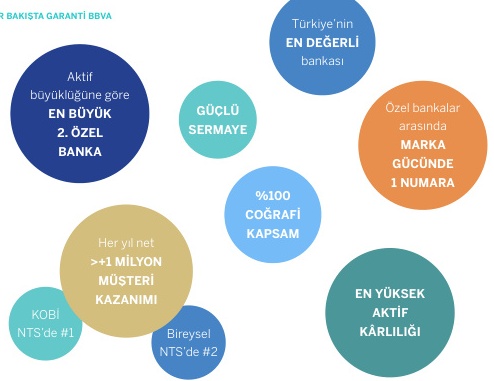 R BAKIŞTA GARANTİ BBVA
Türkiye'nin
EN DEĞERLİ
bankası
Aktif
büyüklüğüne göre
EN BÜYÜK
2. ÖZEL
BANKA
GÜÇLÜ
SERMAYE
Özel bankalar
arasında
MARKA
GÜCÜNDE
1 NUMARA
%100
COĞRAFİ
KAPSAM
Her yıl net
>+1 MİLYON
MÜŞTERİ
KAZANIMI
EN YÜKSEK
AKTİF
KÂRLILIĞI
KOBİ
NTS'de #1
Bireysel
NTS'de #2